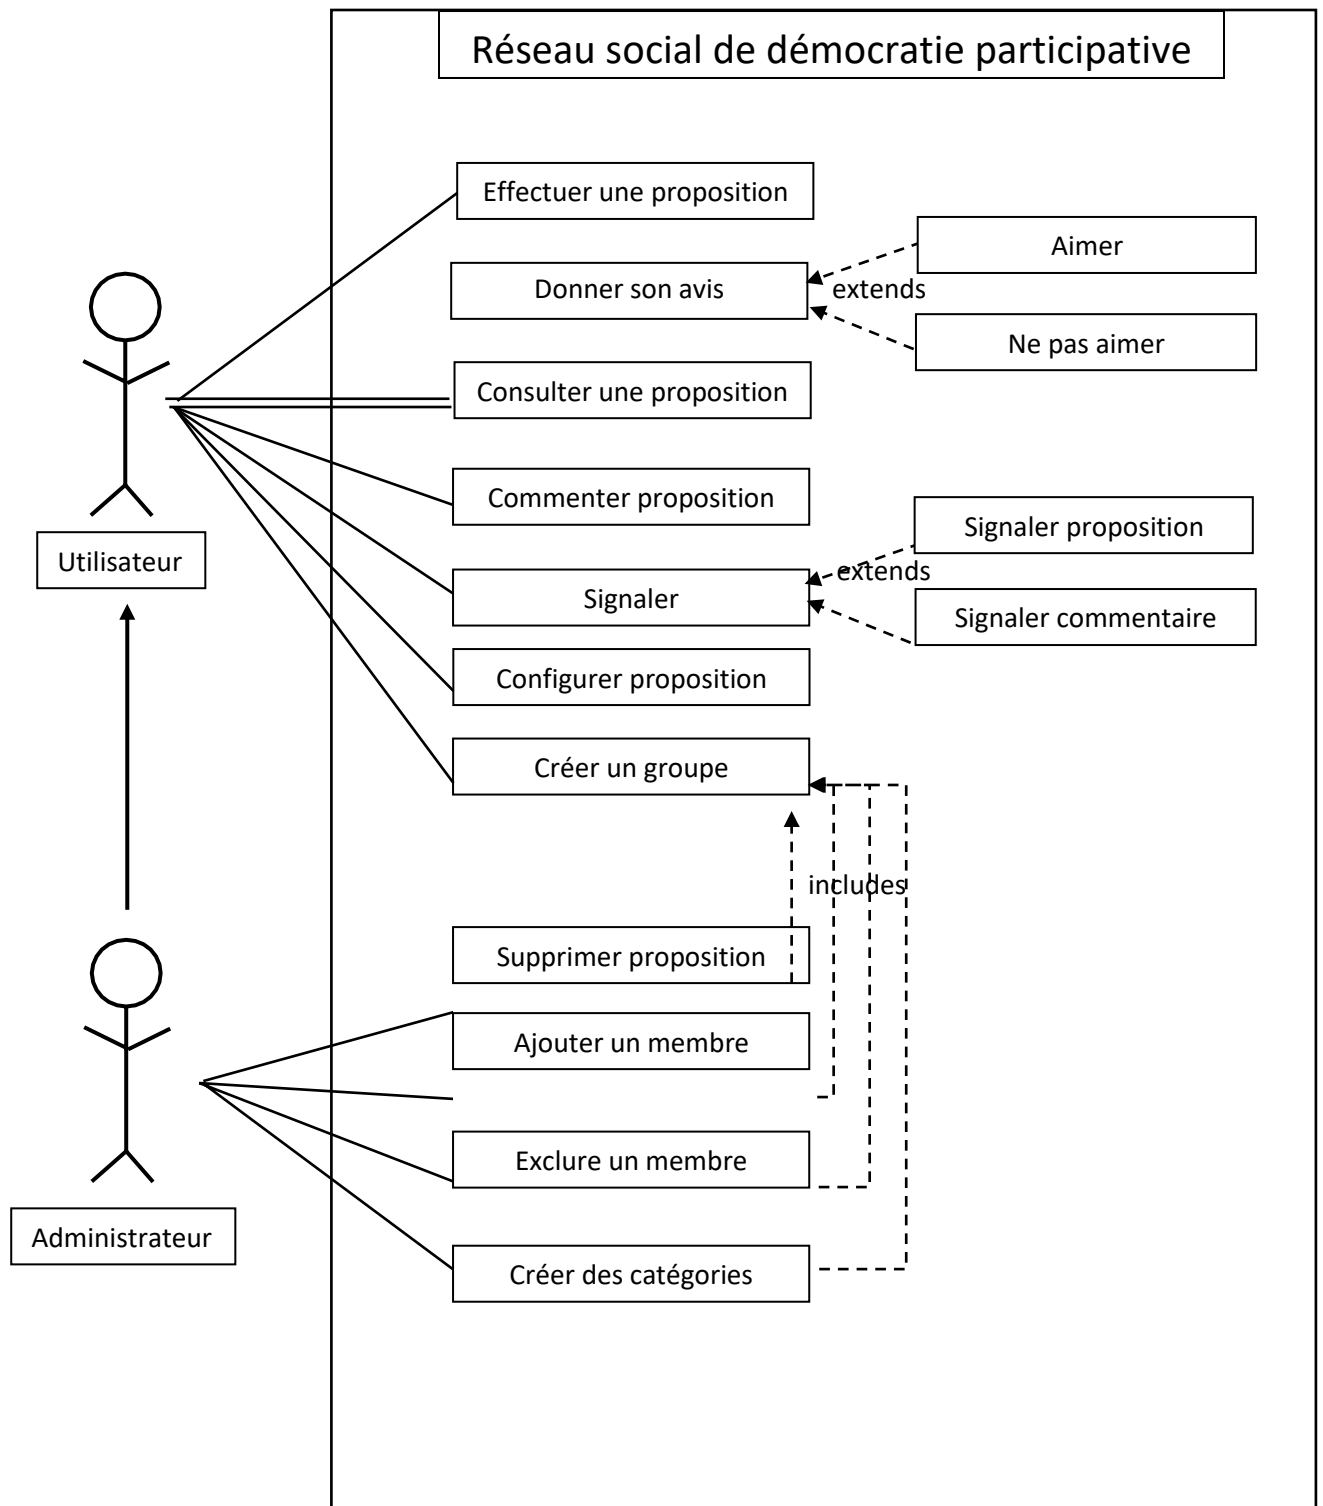 Réseau social de démocratie participative
Effectuer une proposition
Aimer
Donner son avis
extends
Ne pas aimer
Consulter une proposition
Commenter proposition
Signaler proposition
Utilisateur
extends
Signaler
Signaler commentaire
Configurer proposition
Créer un groupe
includes
Supprimer proposition
Ajouter un membre
Exclure un membre
Administrateur
Créer des catégories